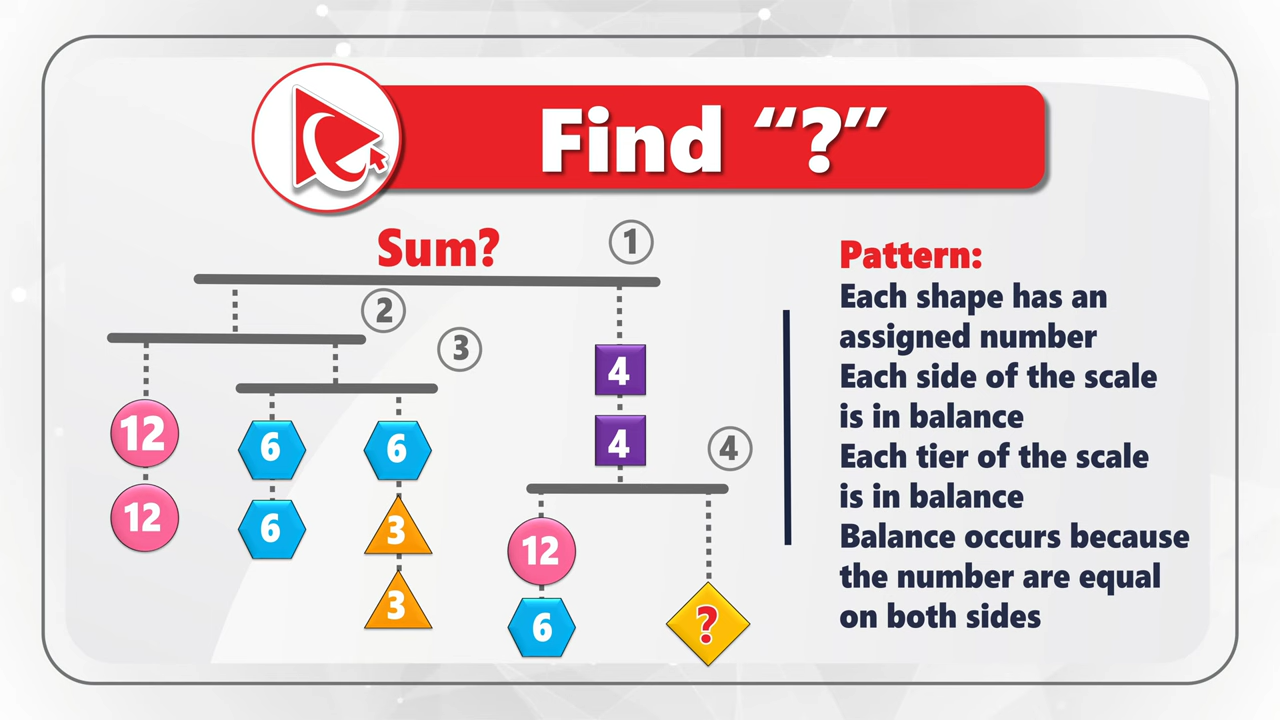 Find “?”
Sum?
1
2
3
12
12
6
6
6
3
3
4
4
4
12
6
?
Pattern:
Each shape has an
assigned number
Each side of the scale
is in balance
Each tier of the scale
is in balance
Balance occurs because
the number are equal
on both sides